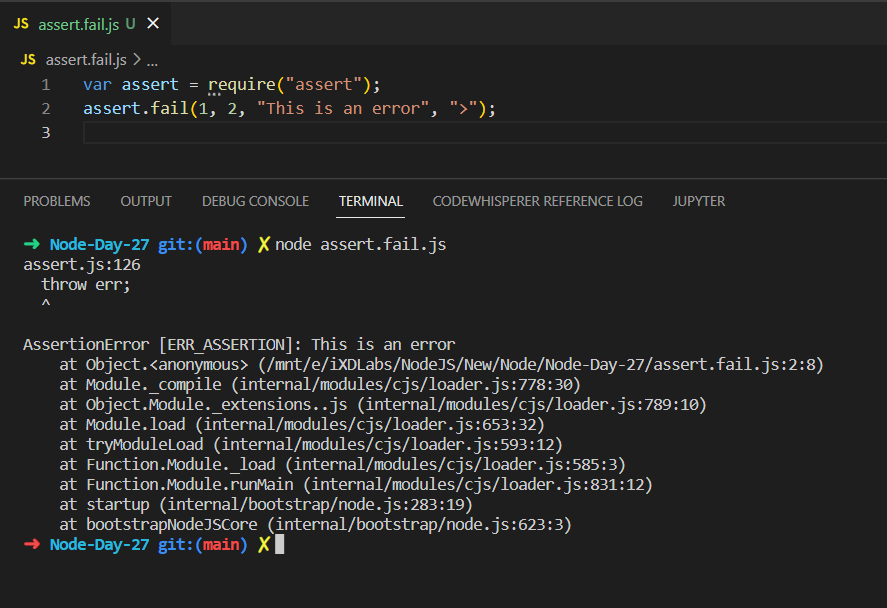 JS assert.fail.js U ✕
JS assert.fail.js > ...
1 var assert = require("assert");
2 assert.fail(1, 2, "This is an error", ">");
3
PROBLEMS OUTPUT DEBUG CONSOLE TERMINAL CODEWHISPERER REFERENCE LOG JUPYTER
➜ Node-Day-27 git:(main) ✗ node assert.fail.js
assert.js:126
  throw err;
  ^
AssertionError [ERR_ASSERTION]: This is an error
    at Object.<anonymous> (/mnt/e/iXDLabs/NodeJS/New/Node/Node-Day-27/assert.fail.js:2:8)
    at Module._compile (internal/modules/cjs/loader.js:778:30)
    at Object.Module._extensions..js (internal/modules/cjs/loader.js:789:10)
    at Module.load (internal/modules/cjs/loader.js:653:32)
    at tryModuleLoad (internal/modules/cjs/loader.js:593:12)
    at Function.Module._load (internal/modules/cjs/loader.js:585:3)
    at Function.Module.runMain (internal/modules/cjs/loader.js:831:12)
    at startup (internal/bootstrap/node.js:283:19)
    at bootstrapNodeJSCore (internal/bootstrap/node.js:623:3)
➜ Node-Day-27 git:(main) ✗